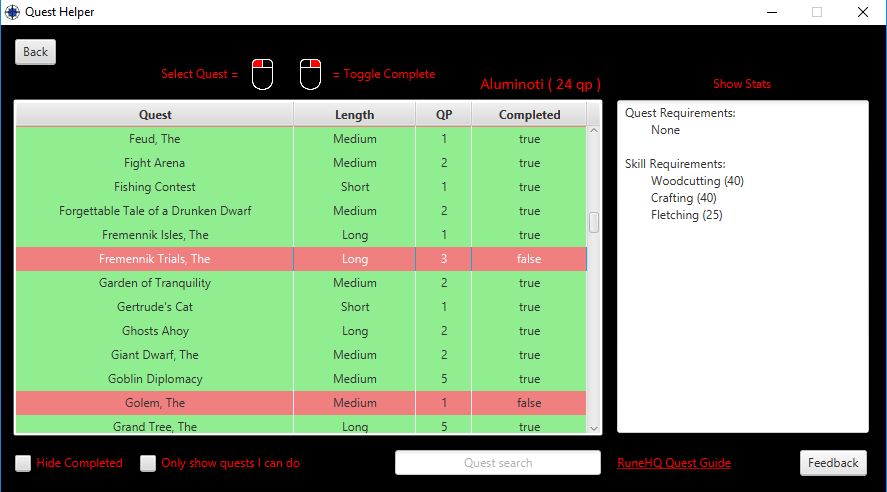 Quest Helper
Back
Select Quest =
= Toggle Complete
Aluminoti ( 24 qp )
Show Stats
Quest Length QP Completed
Feud, The Medium 1 true
Fight Arena Medium 2 true
Fishing Contest Short 1 true
Forgettable Tale of a Drunken Dwarf Medium 2 true
Fremennik Isles, The Long 1 true
Fremennik Trials, The Long 3 false
Garden of Tranquility Medium 2 true
Gertrude's Cat Short 1 true
Ghosts Ahoy Long 2 true
Giant Dwarf, The Medium 2 true
Goblin Diplomacy Medium 5 true
Golem, The Medium 1 false
Grand Tree, The Long 5 true
Quest Requirements:
None
Skill Requirements:
Woodcutting (40)
Crafting (40)
Fletching (25)
Hide Completed
Only show quests I can do
Quest search
RuneHQ Quest Guide
Feedback